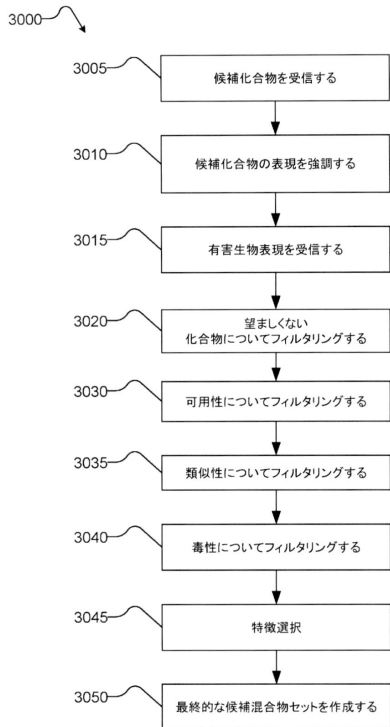 3000
3005
候補化合物を受信する
3010
候補化合物の表現を強調する
3015
有害生物表現を受信する
3020
望ましくない
化合物についてフィルタリングする
3030
可用性についてフィルタリングする
3035
類似性についてフィルタリングする
3040
毒性についてフィルタリングする
3045
特徴選択
3050
最終的な候補混合物セットを作成する